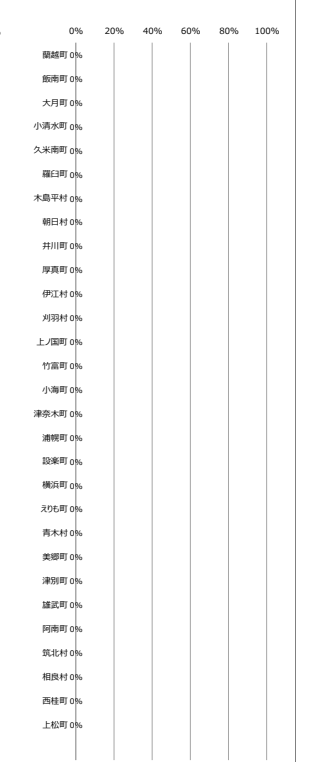 0% 20% 40% 60% 80% 100%
蘭越町 0%
飯南町 0%
大月町 0%
小清水町 0%
久米南町 0%
羅臼町 0%
木島平村 0%
朝日村 0%
井川町 0%
厚真町 0%
伊江村 0%
刈羽村 0%
上ノ国町 0%
竹富町 0%
小海町 0%
津奈木町 0%
浦幌町 0%
設楽町 0%
横浜町 0%
えりも町 0%
青木村 0%
美郷町 0%
津別町 0%
雄武町 0%
阿南町 0%
筑北村 0%
相良村 0%
西桂町 0%
上松町 0%